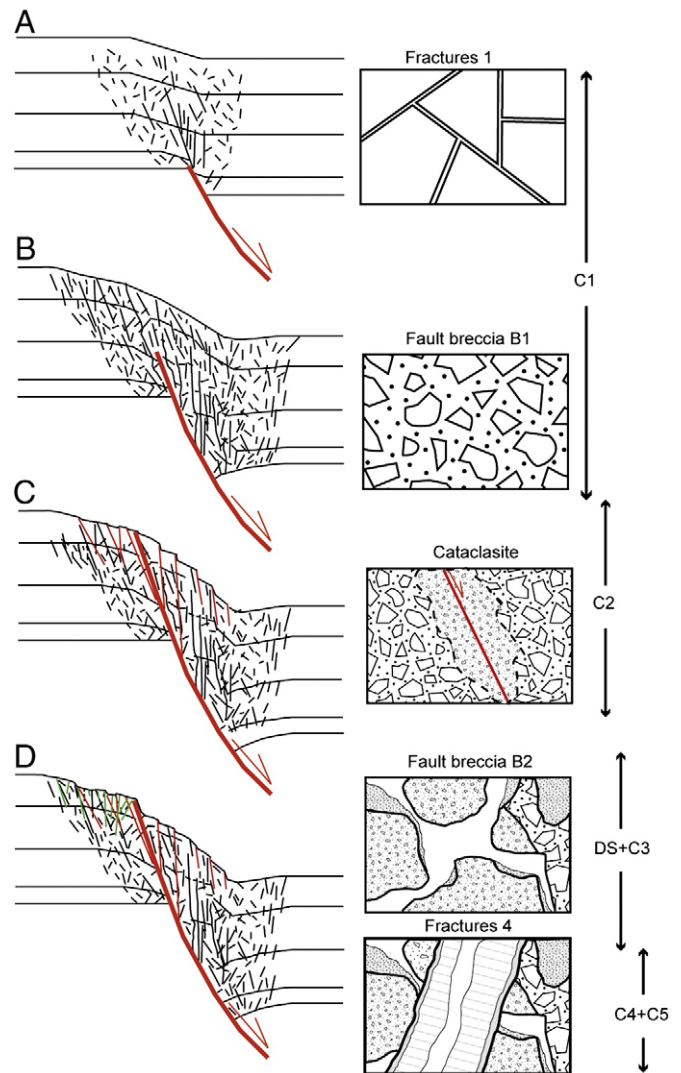 A
Fractures 1
C1
B
Fault breccia B1
C
Cataclasite
C2
D
Fault breccia B2
DS+C3
Fractures 4
C4+C5